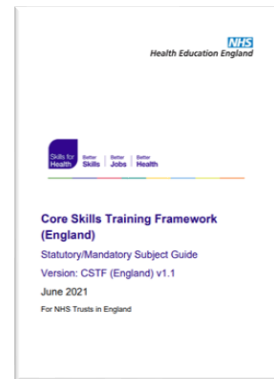 NHS
Health Education England
Skills for
Health
Better
Skills
Better
Jobs
Better
Health
Core Skills Training Framework
(England)
Statutory/Mandatory Subject Guide
Version: CSTF (England) v1.1
June 2021
For NHS Trusts in England